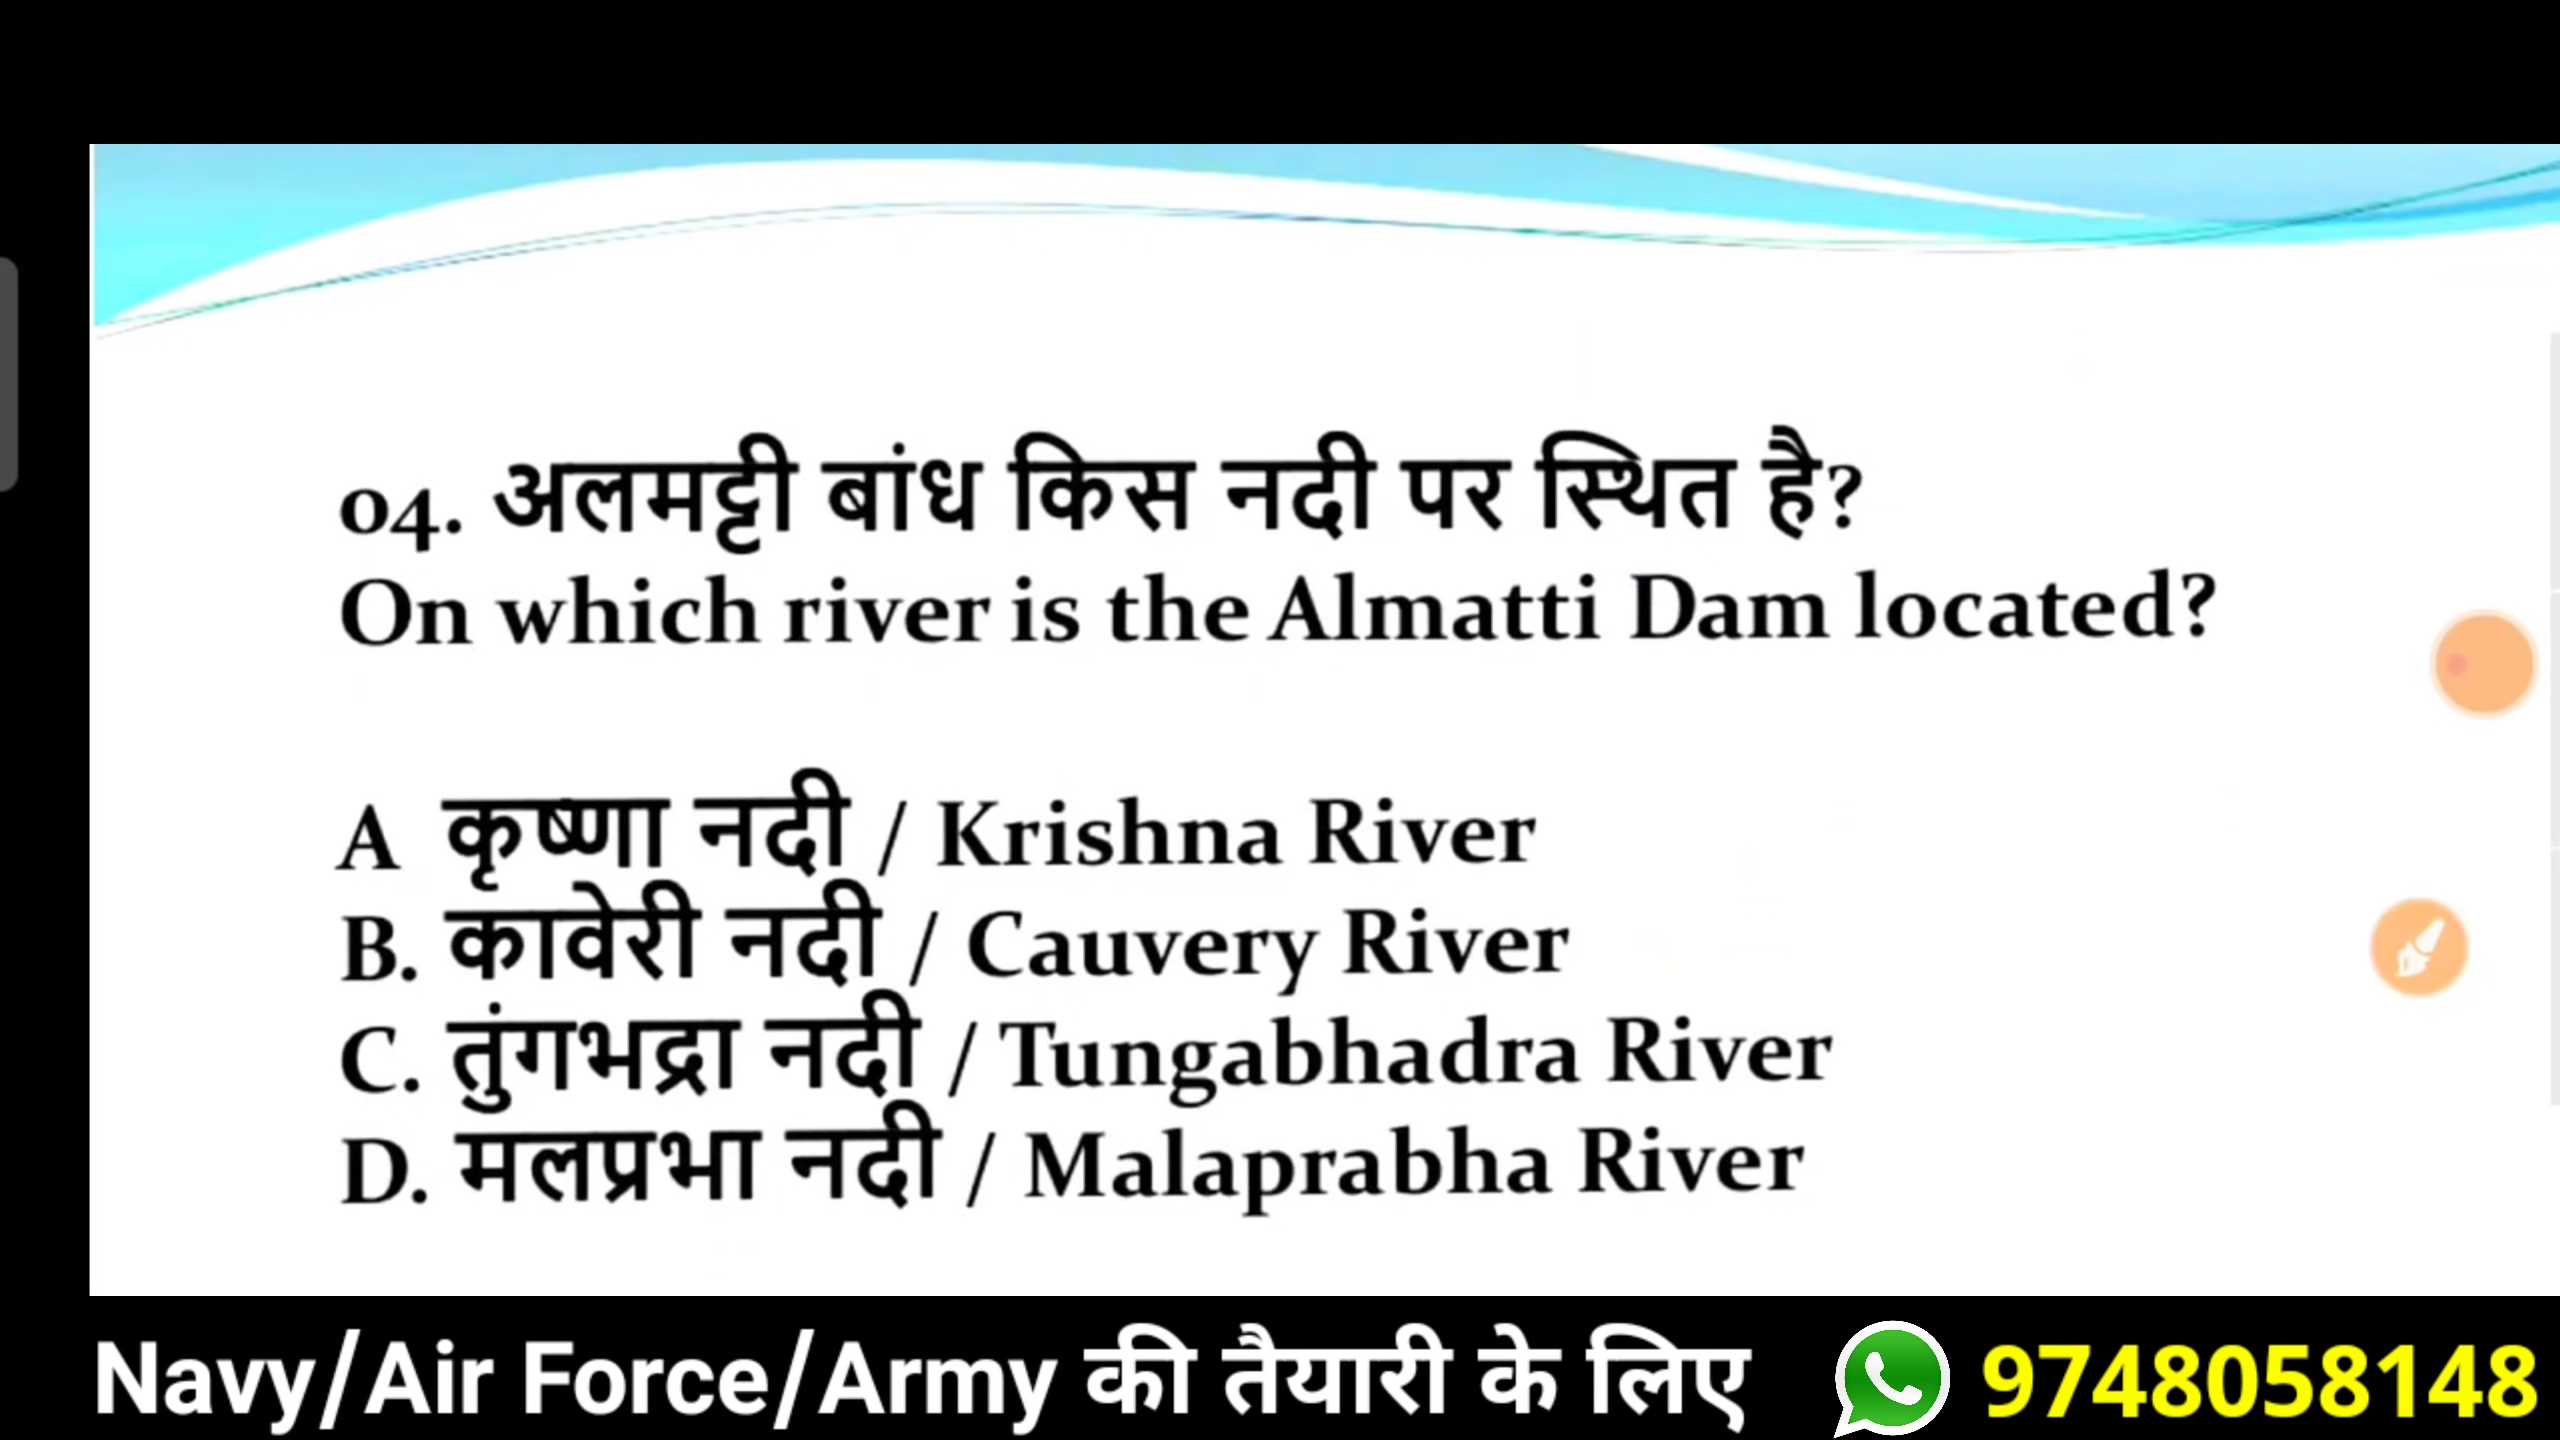 04. अलमट्टी बांध किस नदी पर स्थित है?
On which river is the Almatti Dam located?
A कृष्णा नदी / Krishna River
B. कावेरी नदी / Cauvery River
C. तुंगभद्रा नदी / Tungabhadra River
D. मलप्रभा नदी / Malaprabha River
Navy/Air Force/Army की तैयारी के लिए 9748058148